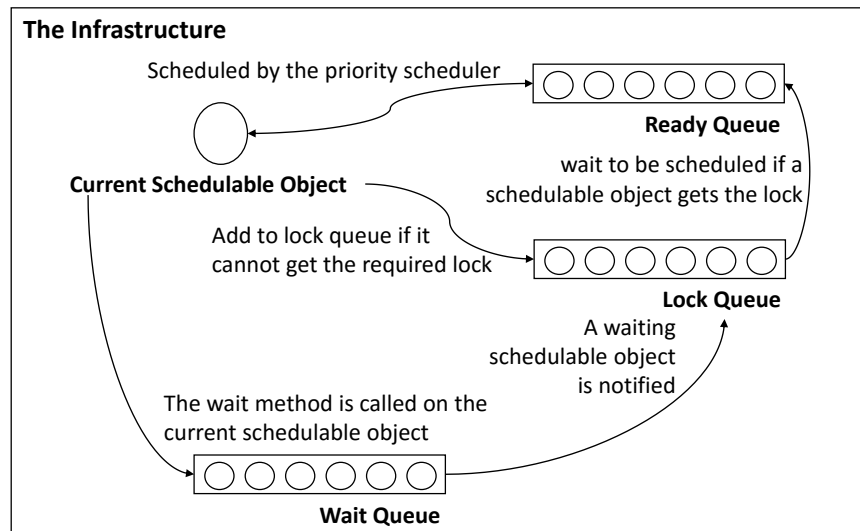 The Infrastructure
Scheduled by the priority scheduler
Ready Queue
Current Schedulable Object
wait to be scheduled if a
schedulable object gets the lock
Add to lock queue if it
cannot get the required lock
Lock Queue
A waiting
schedulable object
is notified
The wait method is called on the
current schedulable object
Wait Queue